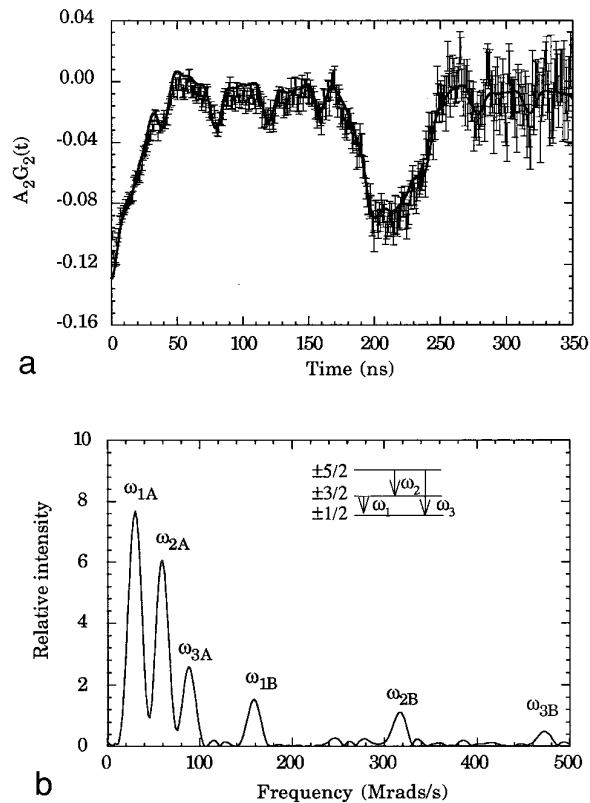 0.04
0.00
-0.04
-0.08
-0.12
-0.16
A₂G₂(t)
0 50 100 150 200 250 300 350
Time (ns)
a
10
8
6
4
2
0
Relative intensity
ω1A
ω2A
ω3A
ω1B
ω2B
ω3B
±5/2
±3/2
±1/2
ω1
ω2
ω3
0 100 200 300 400 500
Frequency (Mrads/s)
b